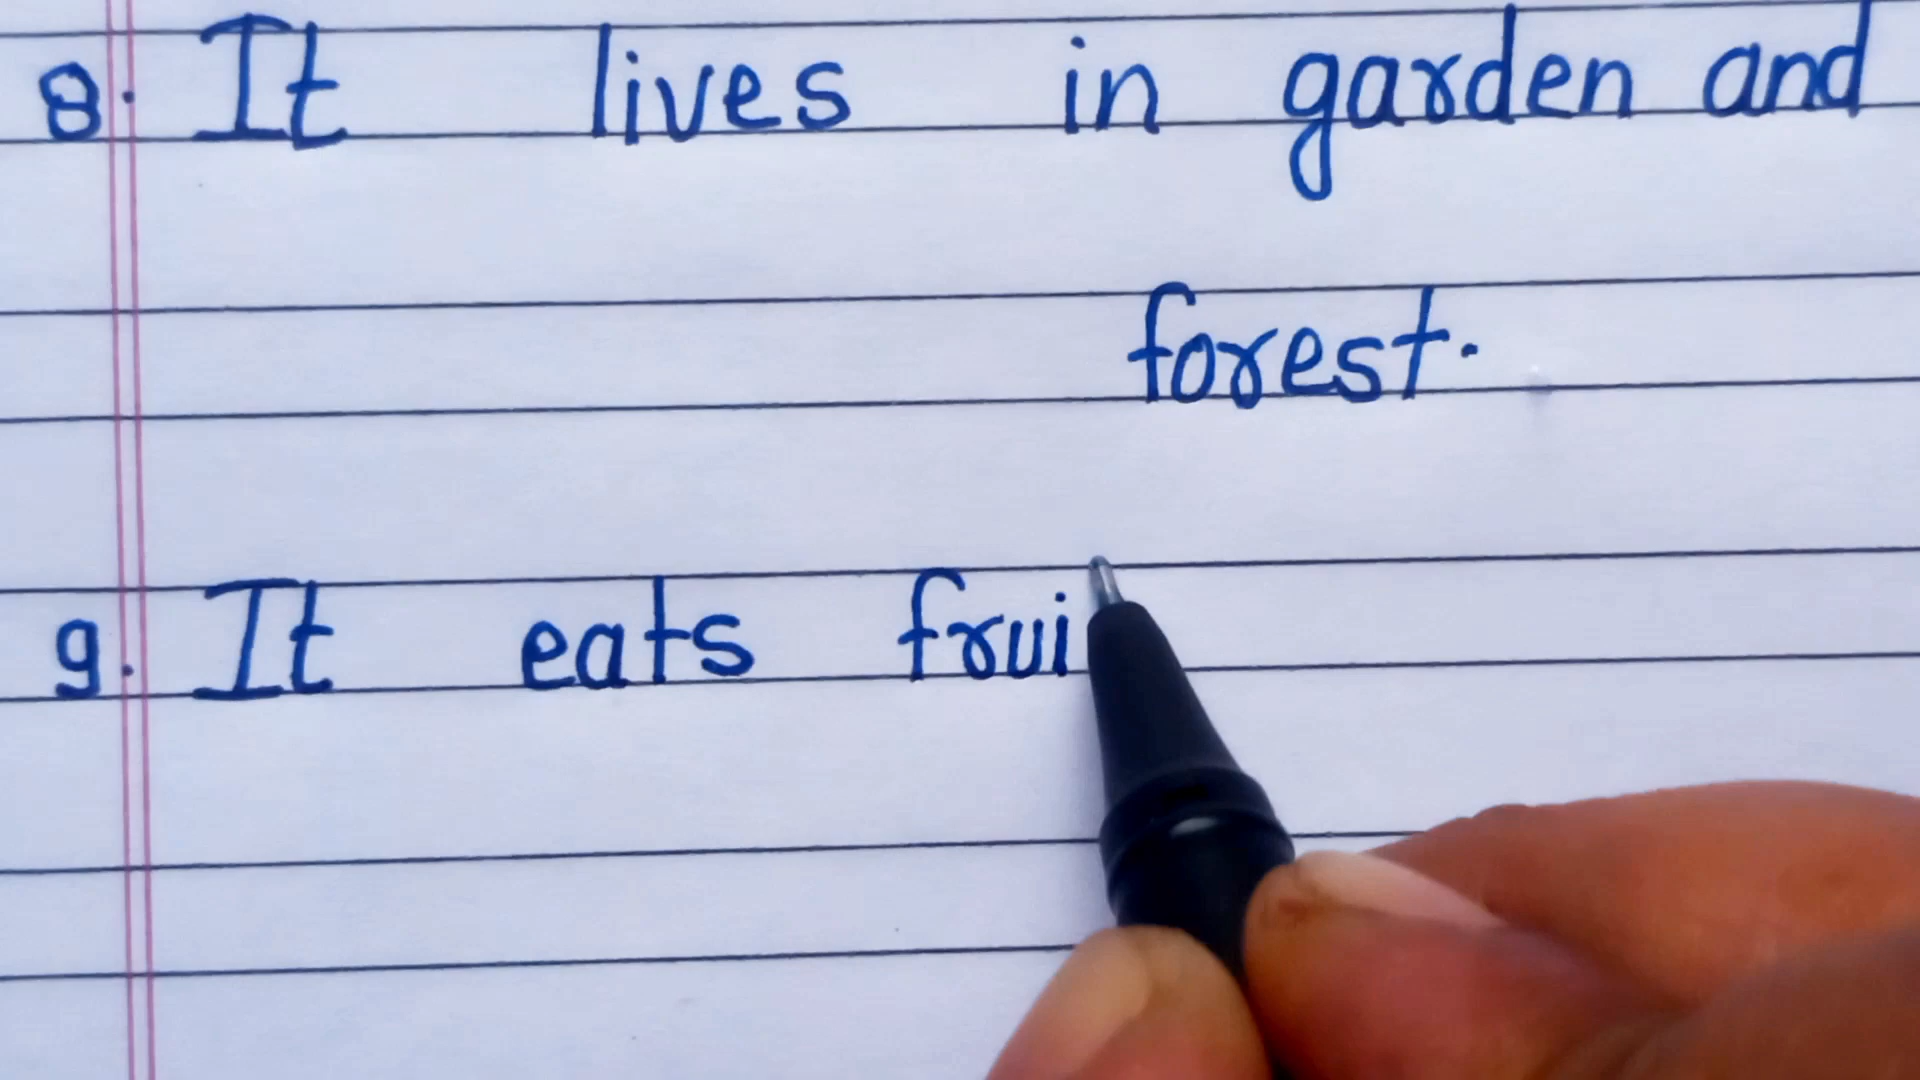 8. It lives in garden and
forest.
9. It eats frui